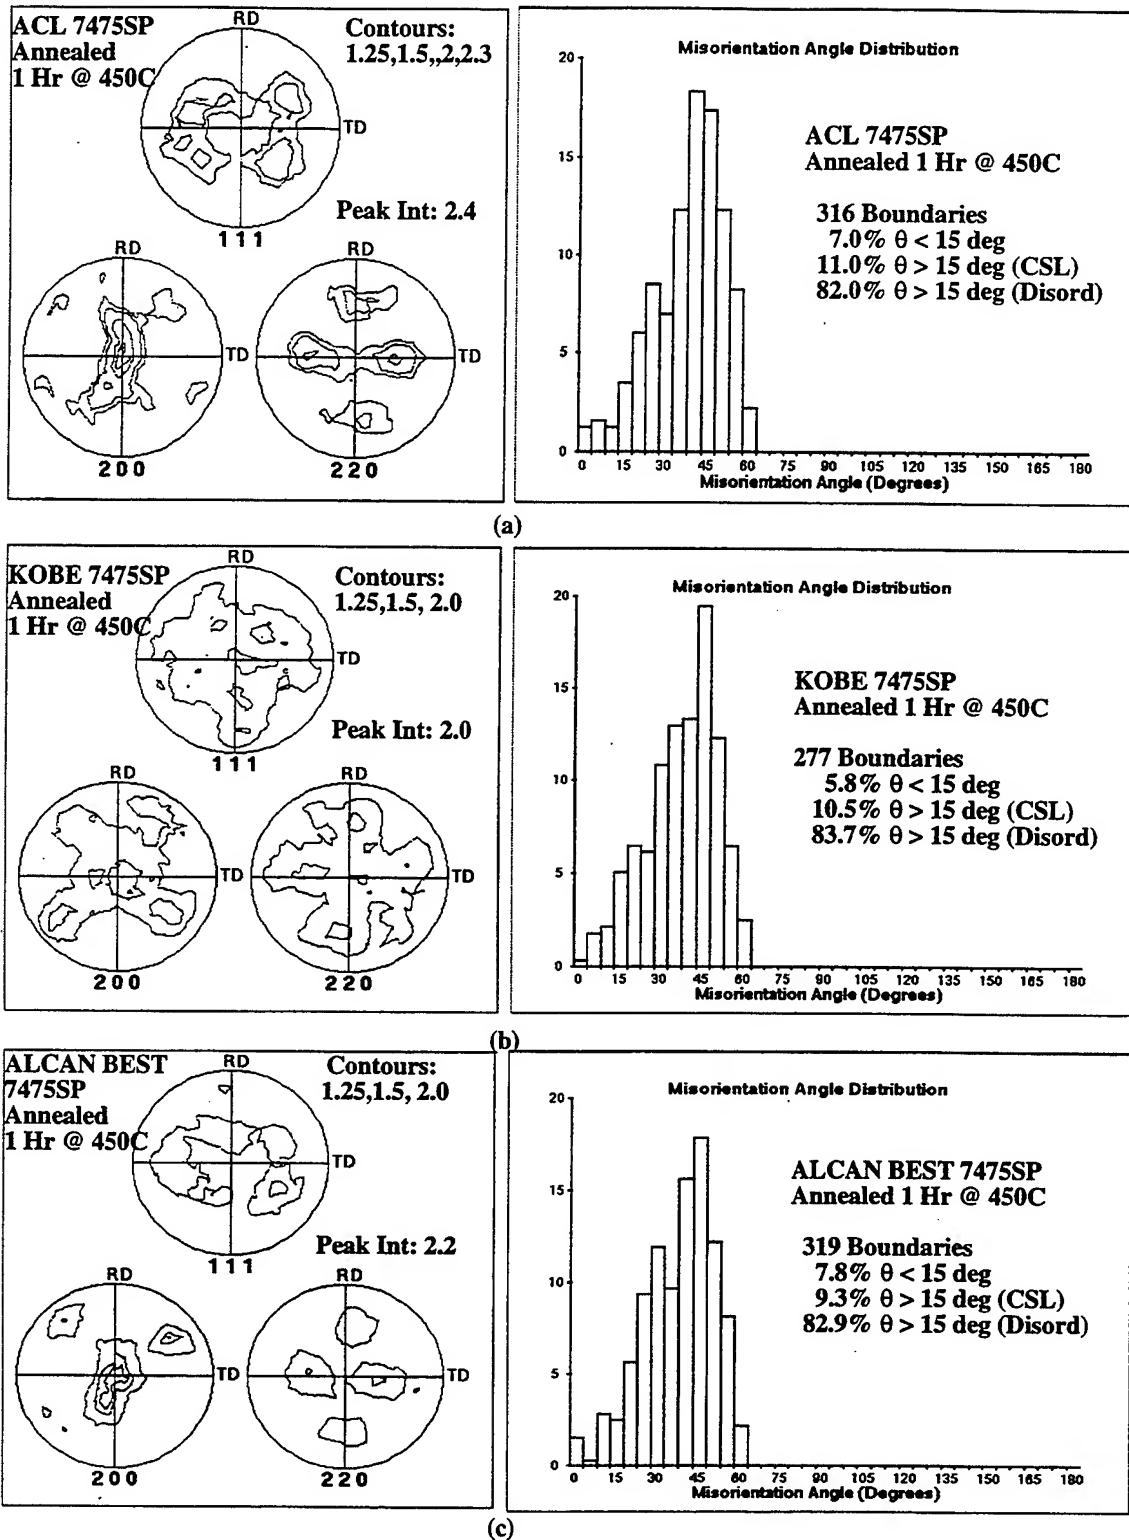 ACL 7475SP
Annealed
1 Hr @ 450C
RD
Contours:
1.25,1.5,,2,2.3
TD
Peak Int: 2.4
111
RD
TD
200
RD
TD
220
Misorientation Angle Distribution
20
15
10
5
0
ACL 7475SP
Annealed 1 Hr @ 450C
316 Boundaries
7.0% θ < 15 deg
11.0% θ > 15 deg (CSL)
82.0% θ > 15 deg (Disord)
0 15 30 45 60 75 90 105 120 135 150 165 180
Misorientation Angle (Degrees)
(a)
KOBE 7475SP
Annealed
1 Hr @ 450C
RD
Contours:
1.25,1.5, 2.0
TD
Peak Int: 2.0
111
RD
TD
200
RD
TD
220
Misorientation Angle Distribution
20
15
10
5
0
KOBE 7475SP
Annealed 1 Hr @ 450C
277 Boundaries
5.8% θ < 15 deg
10.5% θ > 15 deg (CSL)
83.7% θ > 15 deg (Disord)
0 15 30 45 60 75 90 105 120 135 150 165 180
Misorientation Angle (Degrees)
(b)
ALCAN BEST
7475SP
Annealed
1 Hr @ 450C
RD
Contours:
1.25,1.5, 2.0
TD
Peak Int: 2.2
111
RD
TD
200
RD
TD
220
Misorientation Angle Distribution
20
15
10
5
0
ALCAN BEST 7475SP
Annealed 1 Hr @ 450C
319 Boundaries
7.8% θ < 15 deg
9.3% θ > 15 deg (CSL)
82.9% θ > 15 deg (Disord)
0 15 30 45 60 75 90 105 120 135 150 165 180
Misorientation Angle (Degrees)
(c)